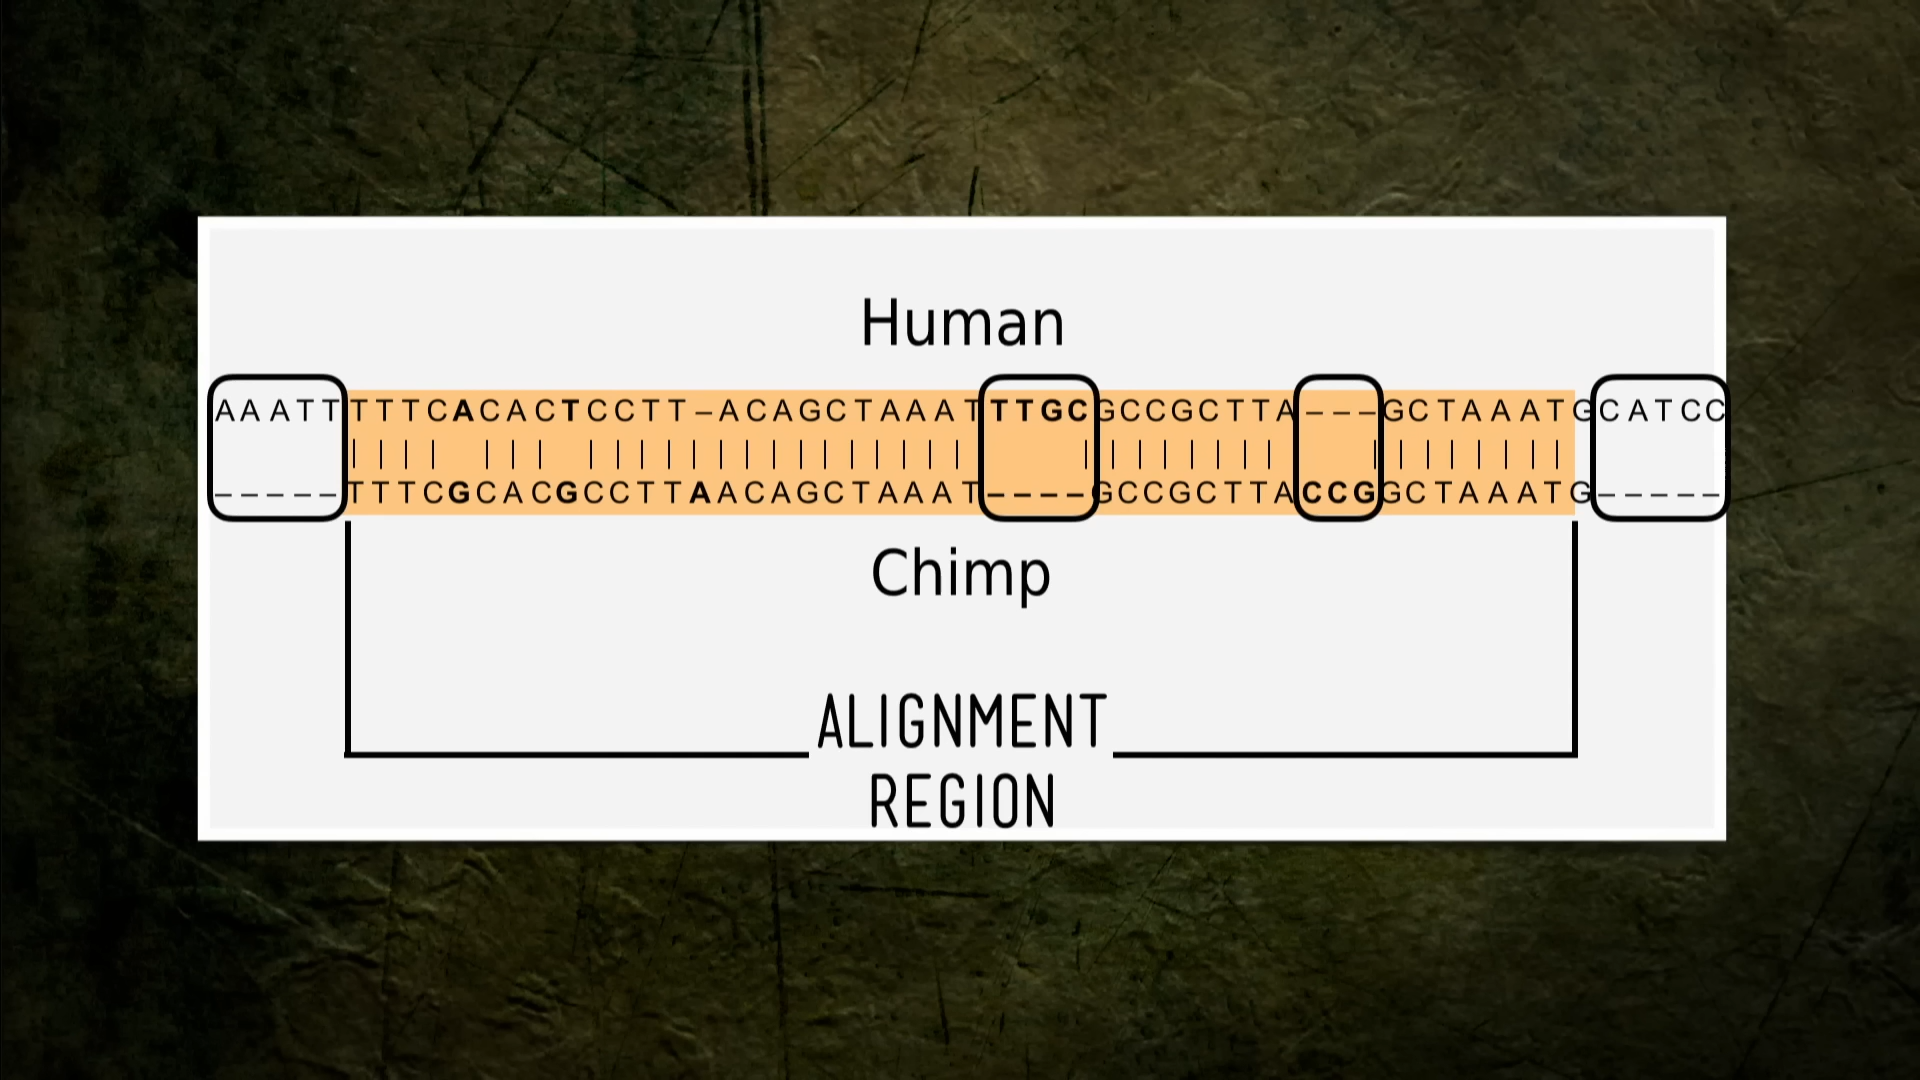 Human
AAATTTTTCACACTCCTT–ACAGCTAAATTTGCGCCGCTTA–––GCTAAATGCATCC
–––––TTTCGCACGCCTTAACAGCTAAAT––––GCCGCTTACCGGCTAAATG–––––
Chimp
ALIGNMENT
REGION